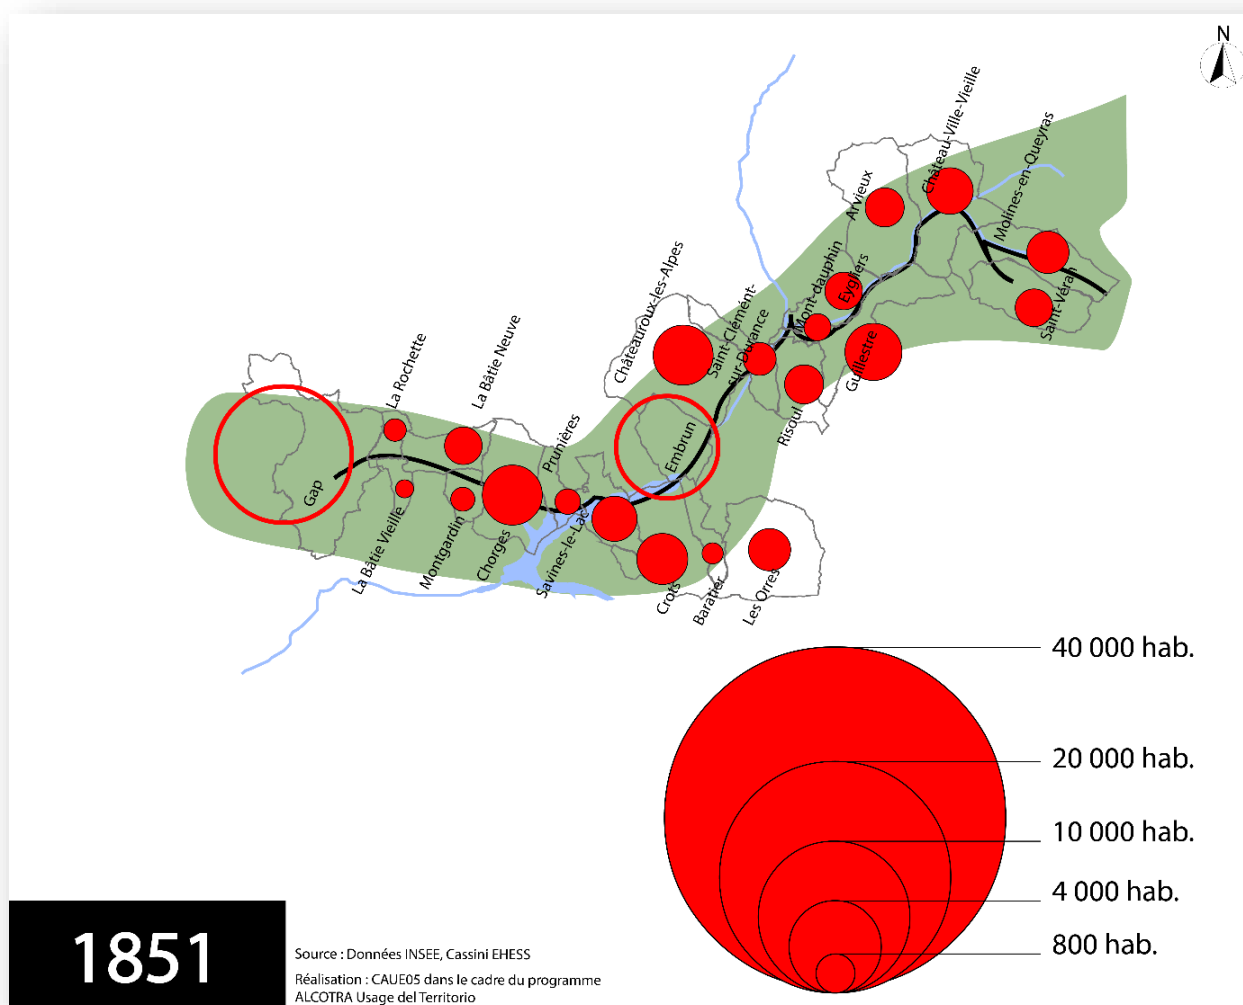 N
Château-Ville-Vieille
Molines-en-Queyras
Arvieux
Mont-dauphin
Eygliers
Châteauroux-les-Alpes
Saint-Clément-
sur-Durance
Saint-Véran
Guillestre
Risoul
La Rochette
La Bâtie Neuve
Prunières
Embrun
Gap
La Bâtie Vieille
Montgardin
Chorges
Savines-le-Lac
Crots
Baratier
Les Orres
40 000 hab.
20 000 hab.
10 000 hab.
4 000 hab.
800 hab.
1851
Source : Données INSEE, Cassini EHESS
Réalisation : CAUE05 dans le cadre du programme
ALCOTRA Usage del Territorio